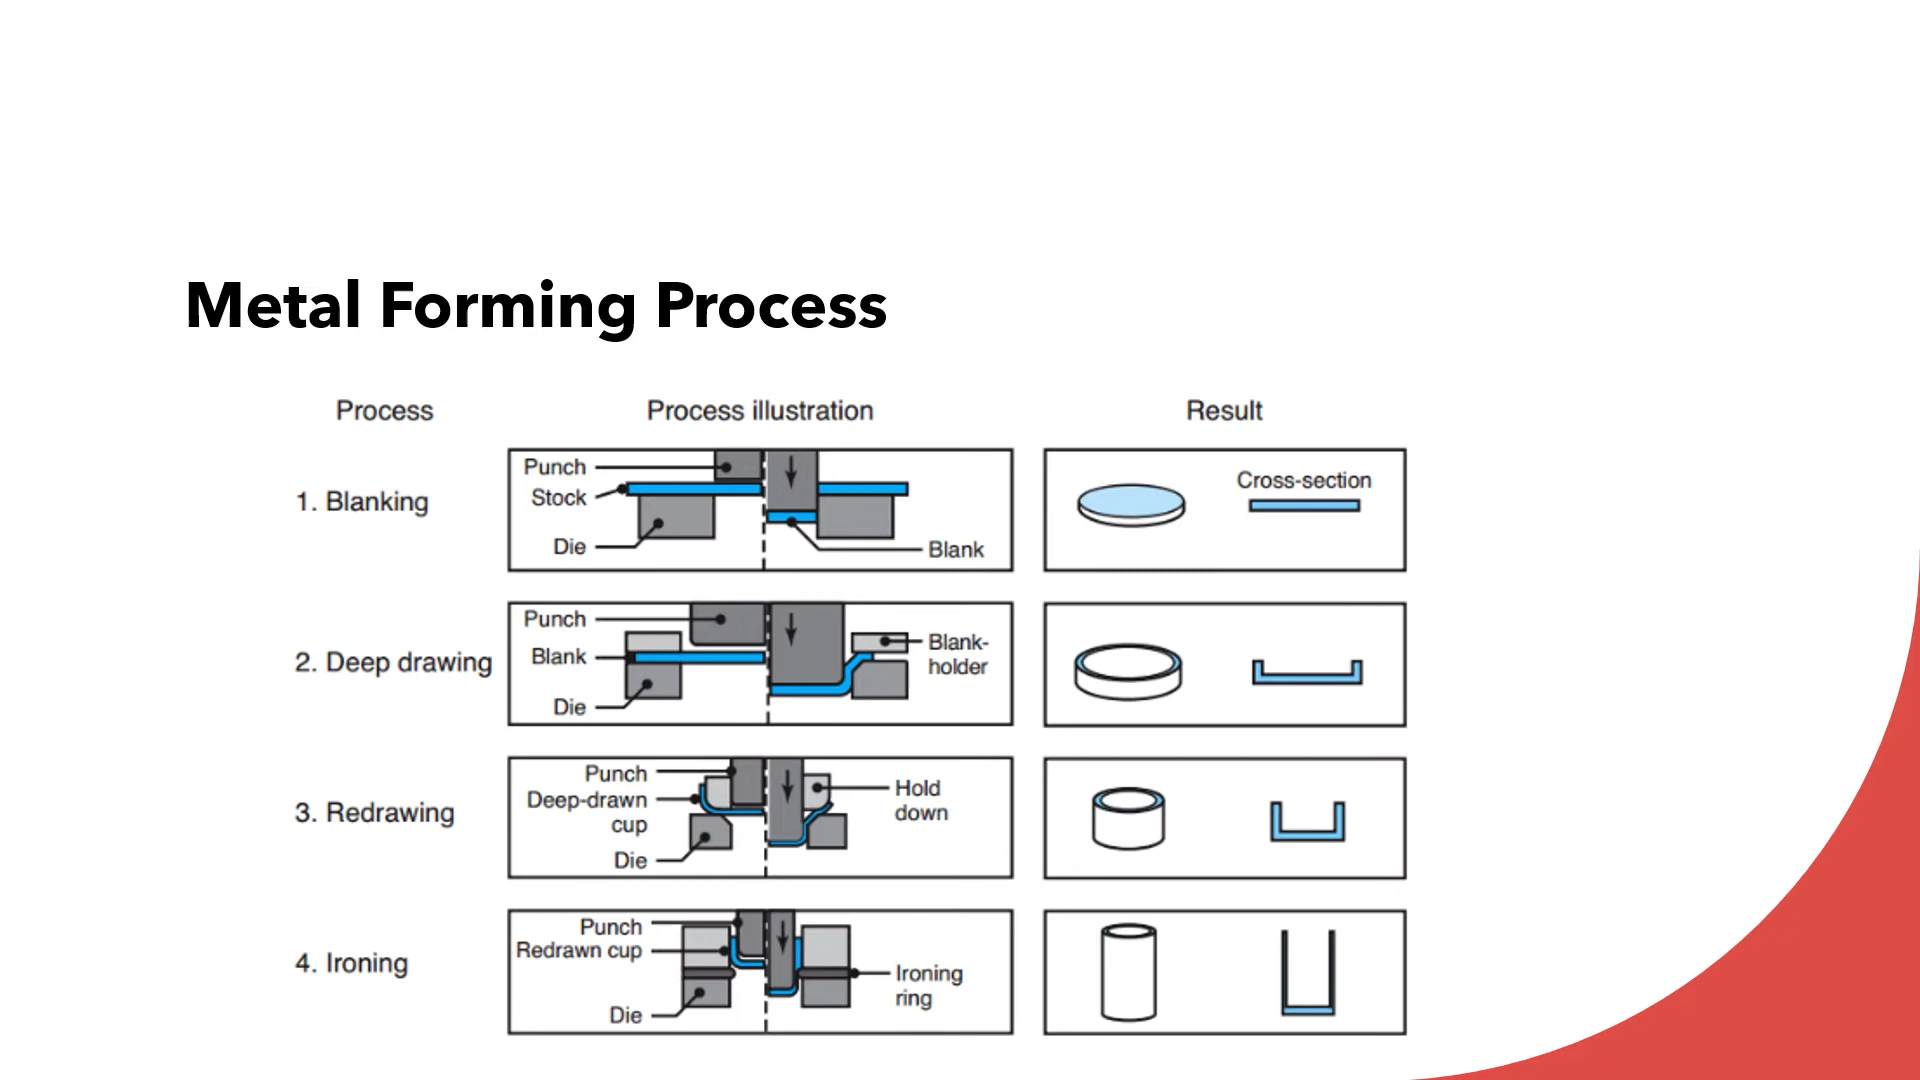 Metal Forming Process
Process
Process illustration
Result
1. Blanking
Punch
Stock
Die
Blank
Cross-section
2. Deep drawing
Punch
Blank
Die
Blank-
holder
3. Redrawing
Punch
Deep-drawn
cup
Die
Hold
down
4. Ironing
Punch
Redrawn cup
Die
Ironing
ring